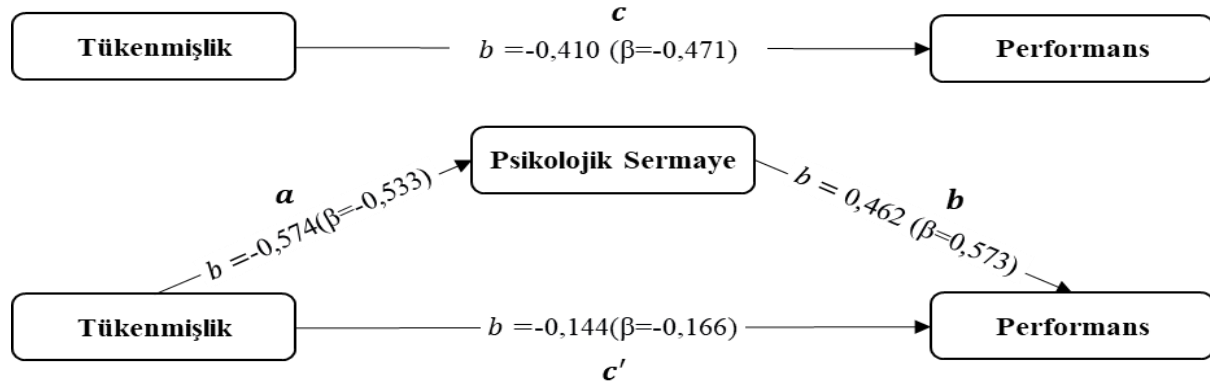 c
Tükenmişlik
b =-0,410 (β=-0,471)
Performans
Psikolojik Sermaye
a
b =-0,574(β=-0,533)
b = 0,462 (β=0,573)
b
Tükenmişlik
b =-0,144(β=-0,166)
Performans
c′